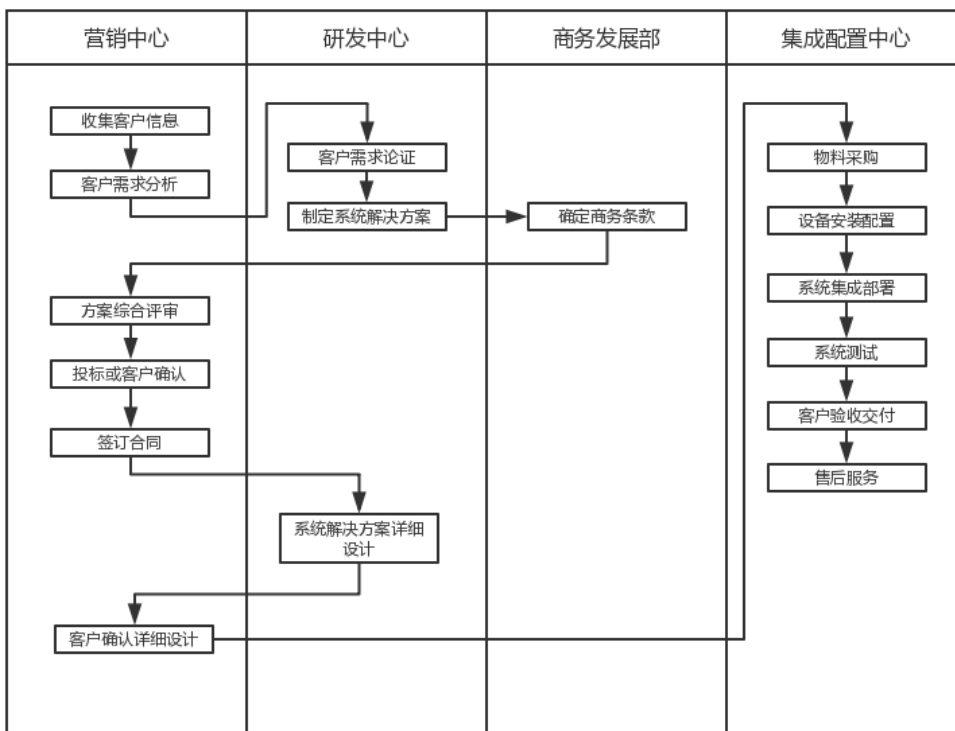 营销中心
研发中心
商务发展部
集成配置中心
收集客户信息
客户需求分析
客户需求论证
制定系统解决方案
确定商务条款
方案综合评审
投标或客户确认
签订合同
系统解决方案详细
设计
客户确认详细设计
物料采购
设备安装配置
系统集成部署
系统测试
客户验收交付
售后服务